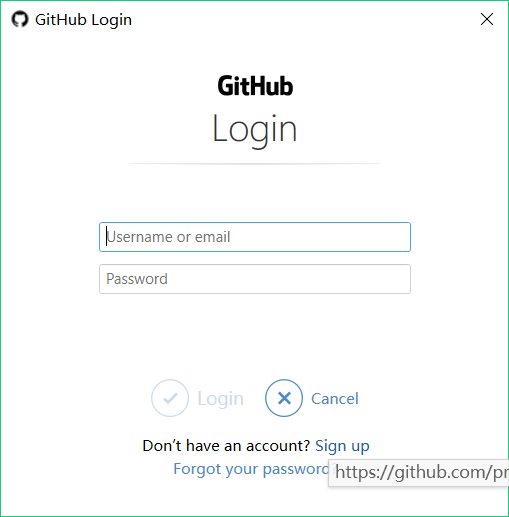 GitHub Login
GitHub
Login
Username or email
Password
Login
Cancel
Don't have an account? Sign up
Forgot your password
https://github.com/pr